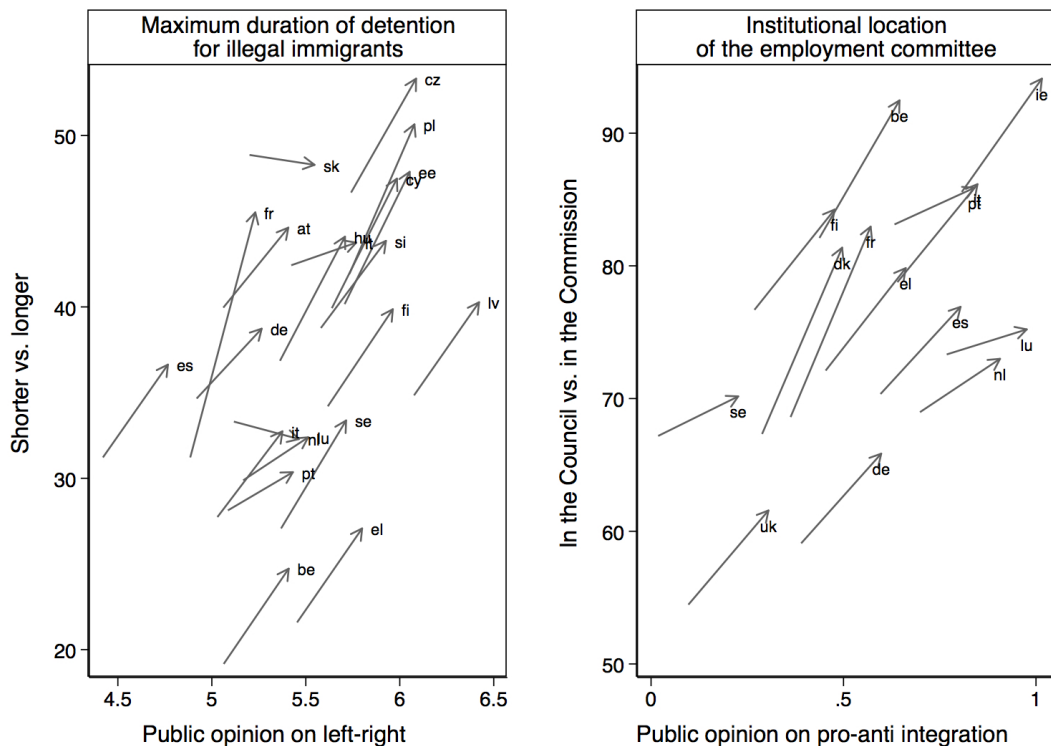 Maximum duration of detention
for illegal immigrants
Shorter vs. longer
50
40
30
20
cz
pl
sk
ee
cy
fr
at
hu
si
lv
fi
de
es
se
it
nl
lu
pt
el
be
4.5 5 5.5 6 6.5
Public opinion on left-right
Institutional location
of the employment committee
In the Council vs. in the Commission
90
80
70
60
50
ie
be
pt
fi
fr
dk
el
es
lu
nl
se
de
uk
0 .5 1
Public opinion on pro-anti integration